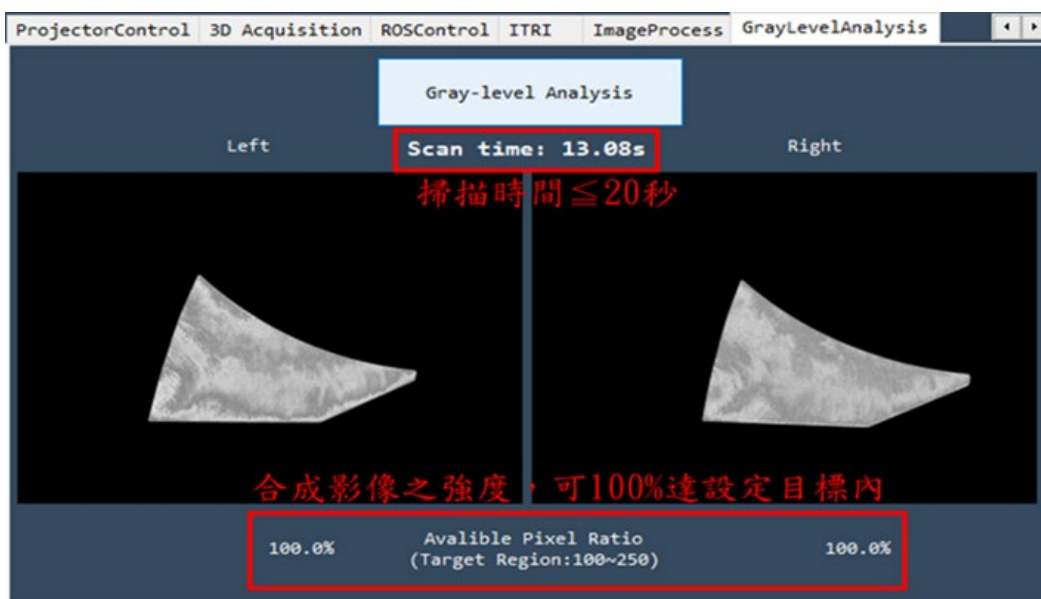 ProjectorControl 3D Acquisition ROSControl ITRI ImageProcess GrayLevelAnalysis
Gray-level Analysis
Left Scan time: 13.08s Right
掃描時間≦20秒
合成影像之強度，可100%達設定目標內
100.0% Avalible Pixel Ratio 100.0%
(Target Region:100~250)